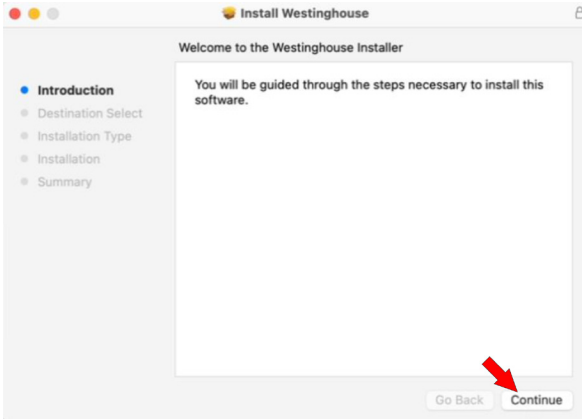 Install Westinghouse
Welcome to the Westinghouse Installer
Introduction
Destination Select
Installation Type
Installation
Summary
You will be guided through the steps necessary to install this
software.
Go Back
Continue